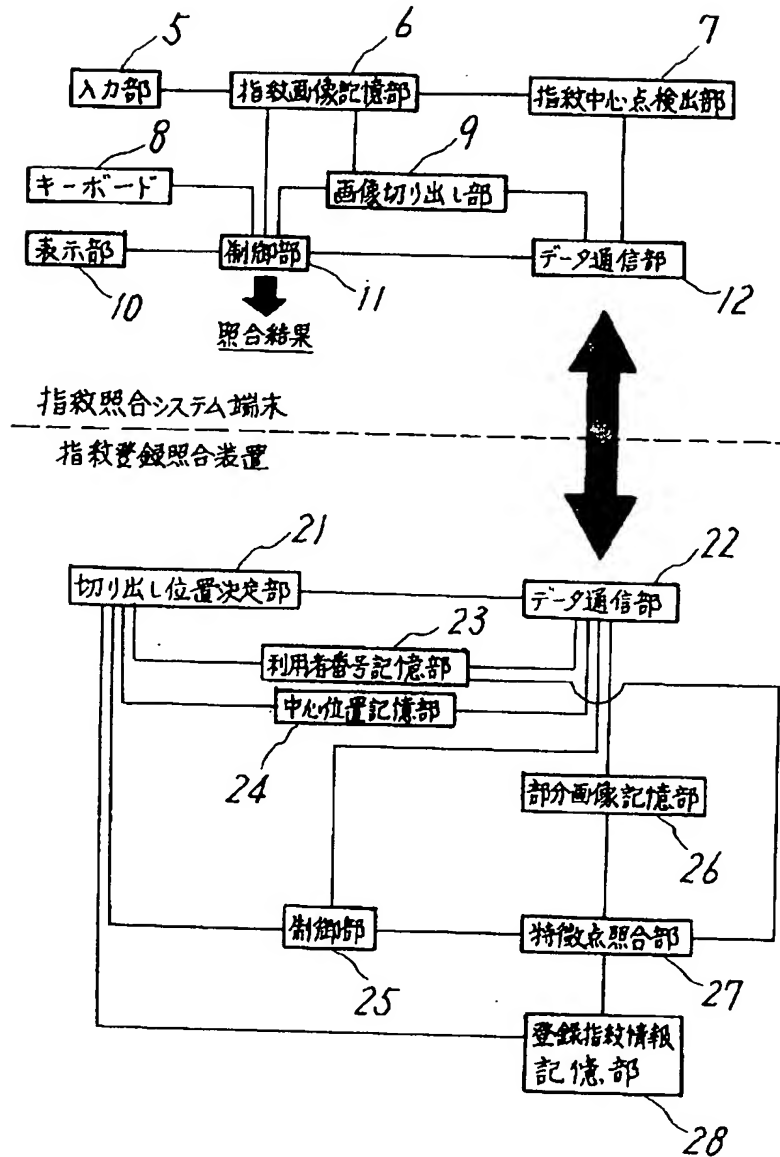 5
6
7
入力部
指紋画像記憶部
指紋中心点検出部
8
9
キーボード
画像切り出し部
表示部
制御部
データ通信部
10
11
12
照合結果
指紋照合システム端末
指紋登録照合装置
21
22
切り出し位置決定部
データ通信部
23
利用者番号記憶部
中心位置記憶部
24
部分画像記憶部
26
制御部
特徴点照合部
25
27
登録指紋情報
記憶部
28